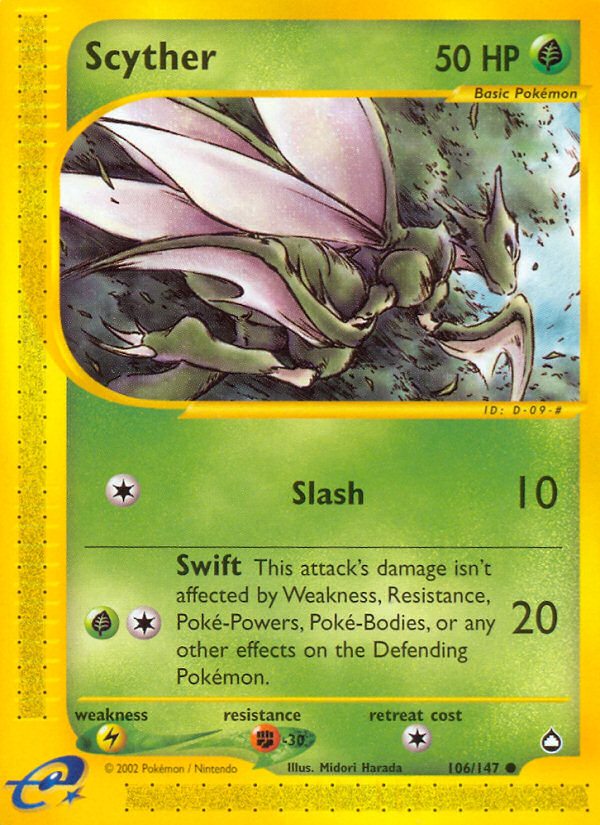 Scyther 50 HP
Basic Pokémon
ID: D-09-#
Slash 10
Swift This attack's damage isn't
affected by Weakness, Resistance,
Poké-Powers, Poké-Bodies, or any
other effects on the Defending
Pokémon.
20
weakness resistance retreat cost
-30
© 2002 Pokémon / Nintendo Illus. Midori Harada 106/147
e